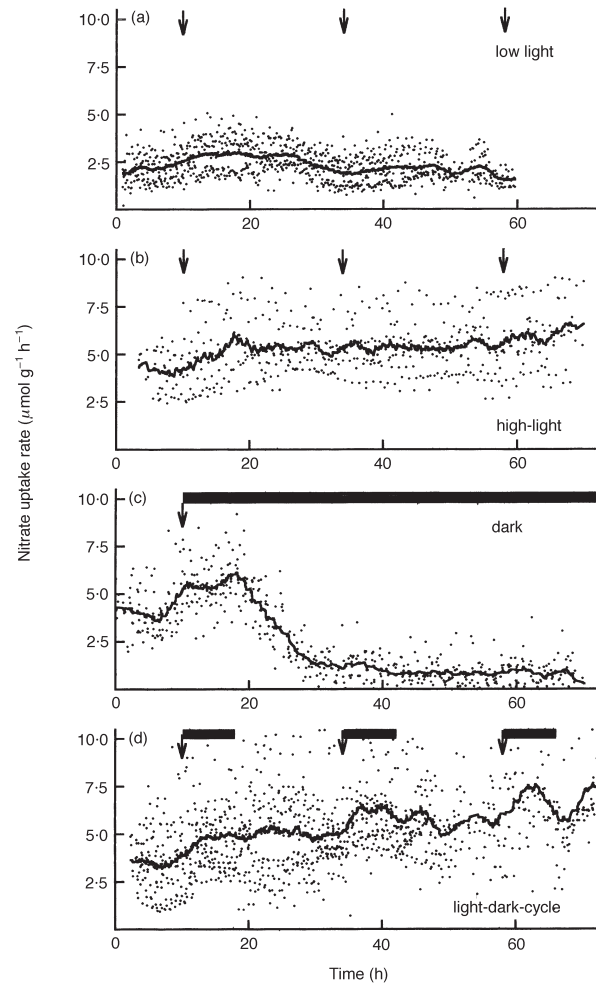 Nitrate uptake rate (μmol g⁻¹ h⁻¹)
10·0 (a)
low light
7·5
5·0
2·5
0 20 40 60
10·0 (b)
7·5
5·0
2·5
high-light
0 20 40 60
10·0 (c)
dark
7·5
5·0
2·5
0 20 40 60
10·0 (d)
7·5
5·0
2·5
light-dark-cycle
0 20 40 60
Time (h)